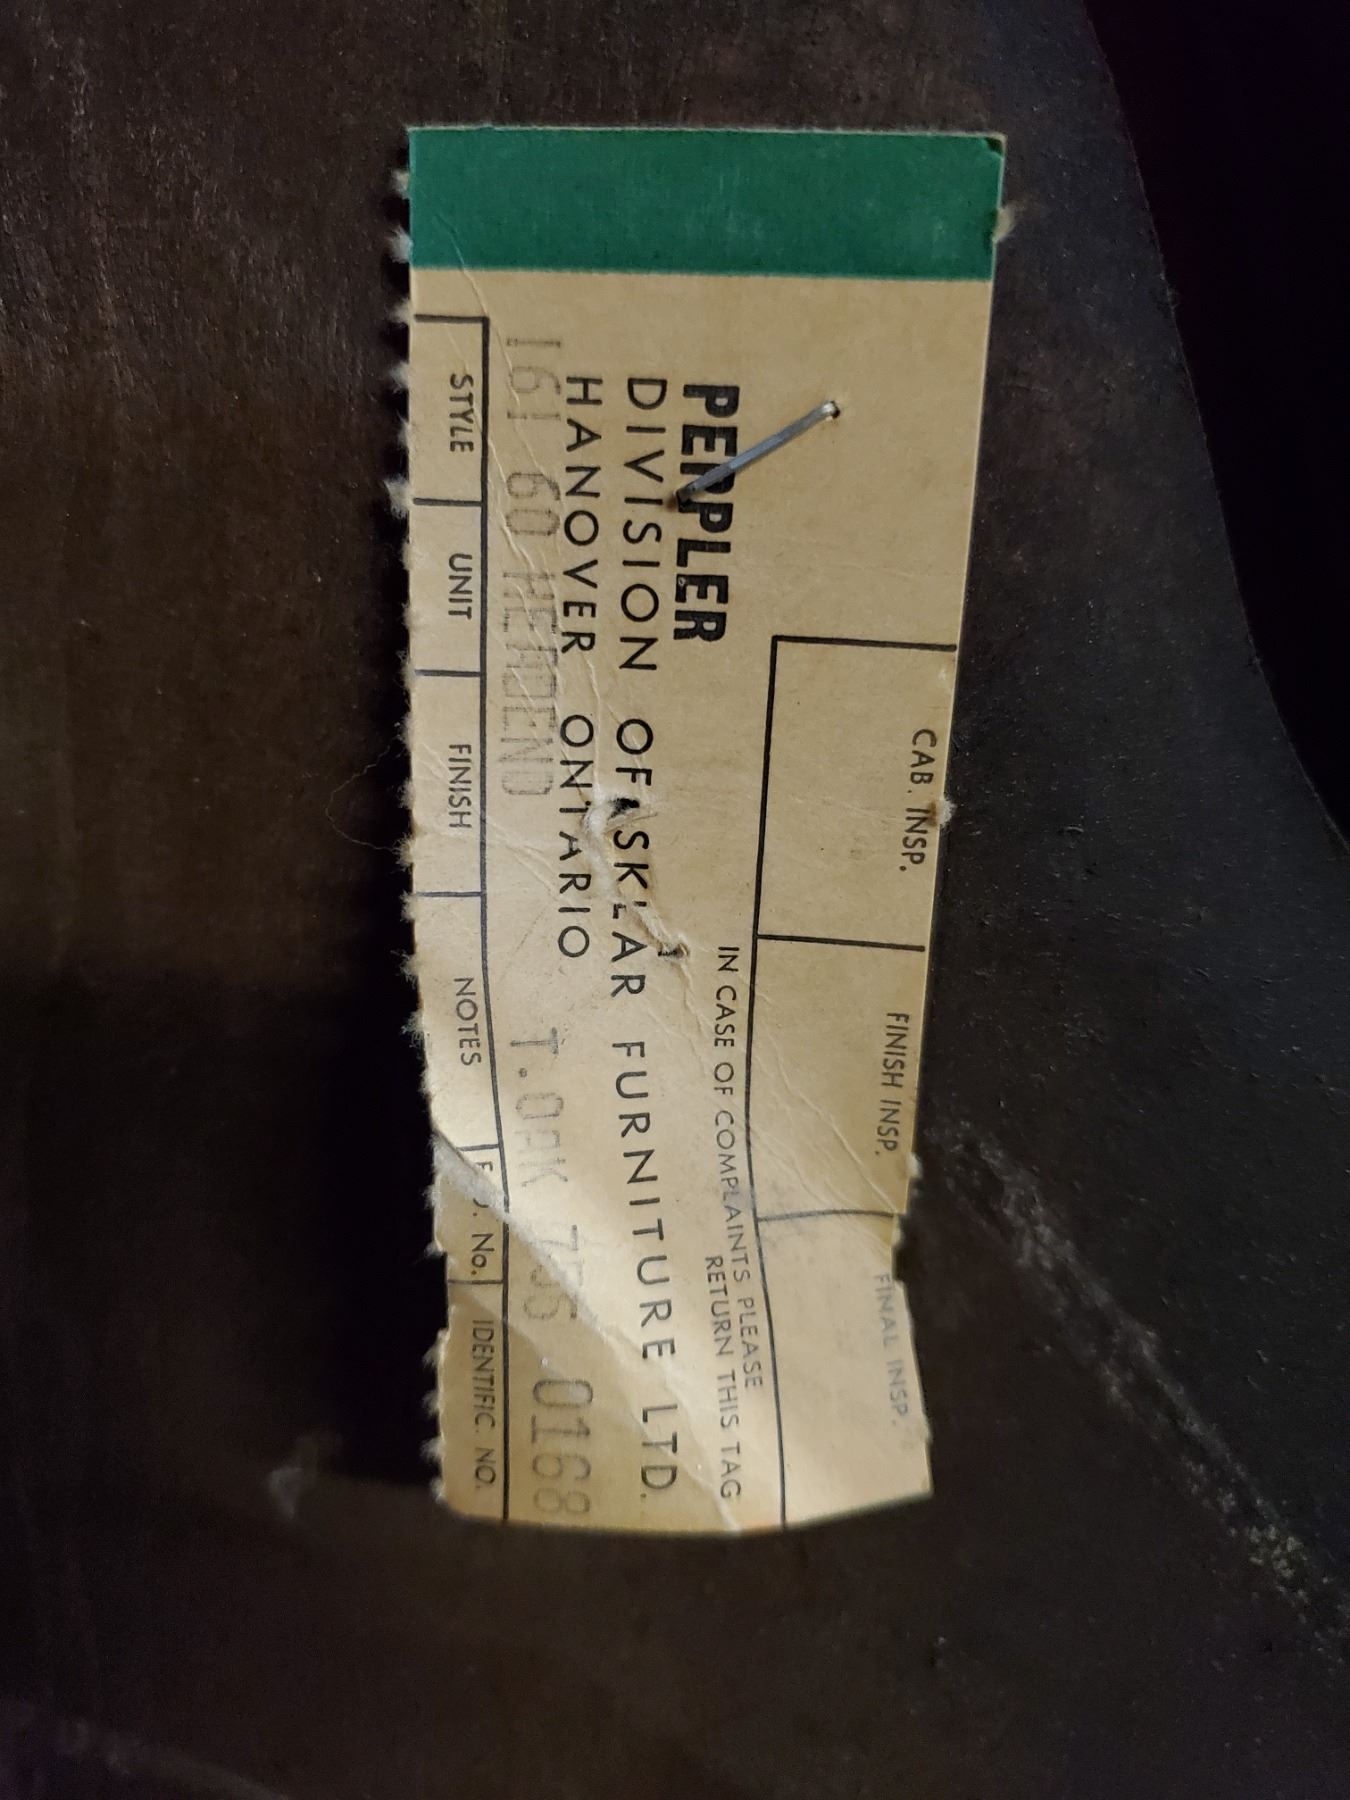 CAB. INSP. FINISH INSP. FINAL INSP.
IN CASE OF COMPLAINTS PLEASE
RETURN THIS TAG
PEPPLER
DIVISION OF SKLAR FURNITURE LTD.
HANOVER ONTARIO
161 60 HEADEND T.OAK 756 0168
STYLE UNIT FINISH NOTES No. IDENTIFIC. NO.